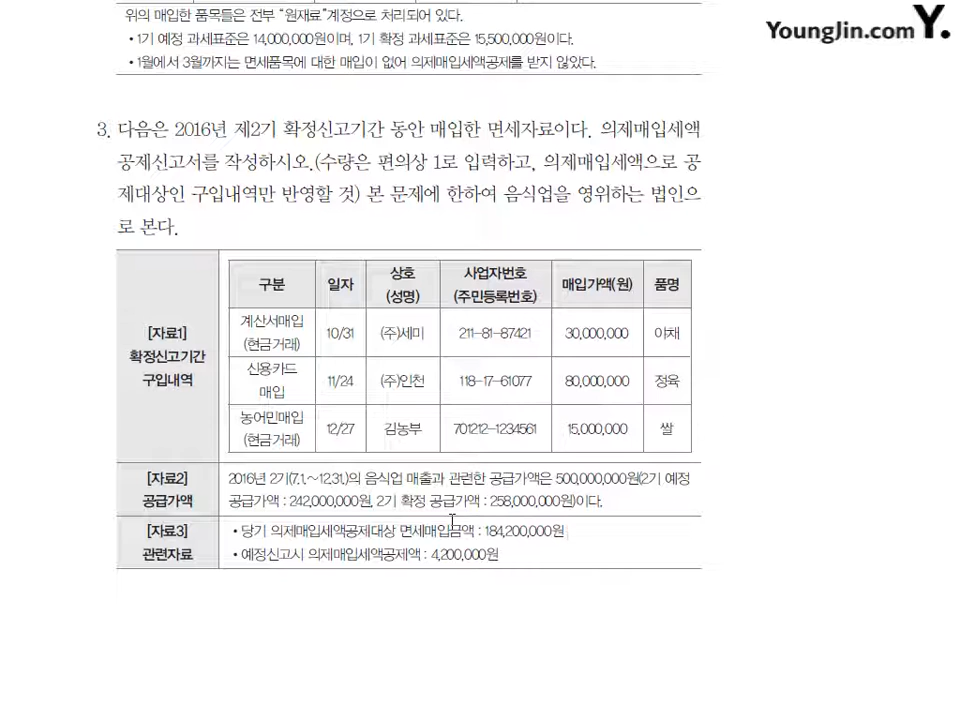 위의 매입한 품목들은 전부 "원재료"계정으로 처리되어 있다.
• 1기 예정 과세표준은 14,000,000원이며, 1기 확정 과세표준은 15,500,000원이다.
• 1월에서 3월까지는 면세품목에 대한 매입이 없어 의제매입세액공제를 받지 않았다.
YoungJin.com Y.
3. 다음은 2016년 제2기 확정신고기간 동안 매입한 면세자료이다. 의제매입세액
공제신고서를 작성하시오.(수량은 편의상 1로 입력하고, 의제매입세액으로 공
제대상인 구입내역만 반영할 것) 본 문제에 한하여 음식업을 영위하는 법인으
로 본다.
[자료1]
확정신고기간
구입내역
구분 일자 상호 (성명) 사업자번호 (주민등록번호) 매입가액(원) 품명
계산서매입 (현금거래) 10/31 (주)세미 211-81-87421 30,000,000 야채
신용카드 매입 11/24 (주)인천 118-17-61077 80,000,000 정육
농어민매입 (현금거래) 12/27 김농부 701212-1234561 15,000,000 쌀
[자료2]
공급가액
2016년 2기(7.1.~12.31.)의 음식업 매출과 관련한 공급가액은 500,000,000원(2기 예정
공급가액 : 242,000,000원, 2기 확정 공급가액 : 258,000,000원)이다.
[자료3]
관련자료
• 당기 의제매입세액공제대상 면세매입금액 : 184,200,000원
• 예정신고시 의제매입세액공제액 : 4,200,000원